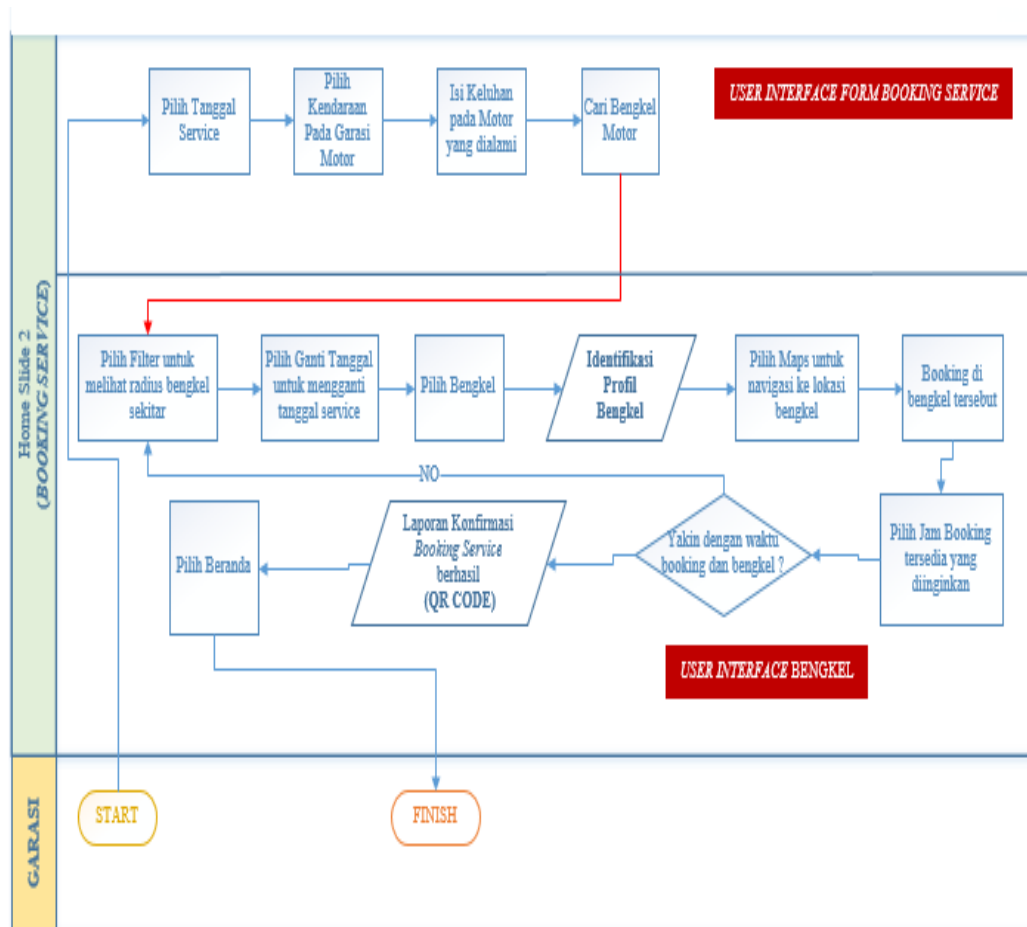 Home Slide 2
(BOOKING SERVICE)
Pilih Tanggal
Service
Pilih
Kendaraan
Pada Garasi
Motor
Isi Keluhan
pada Motor
yang dialami
Cari Bengkel
Motor
USER INTERFACE FORM BOOKING SERVICE
Pilih Filter untuk
melihat radius bengkel
sekitar
Pilih Ganti Tanggal
untuk mengganti
tanggal service
Pilih Bengkel
Identifikasi
Profil
Bengkel
Pilih Maps untuk
navigasi ke lokasi
bengkel
Booking di
bengkel tersebut
NO
Pilih Beranda
Laporan Konfirmasi
Booking Service
berhasil
(QR CODE)
Yakin dengan waktu
booking dan bengkel ?
Pilih Jam Booking
tersedia yang
diinginkan
USER INTERFACE BENGKEL
GARASI
START
FINISH